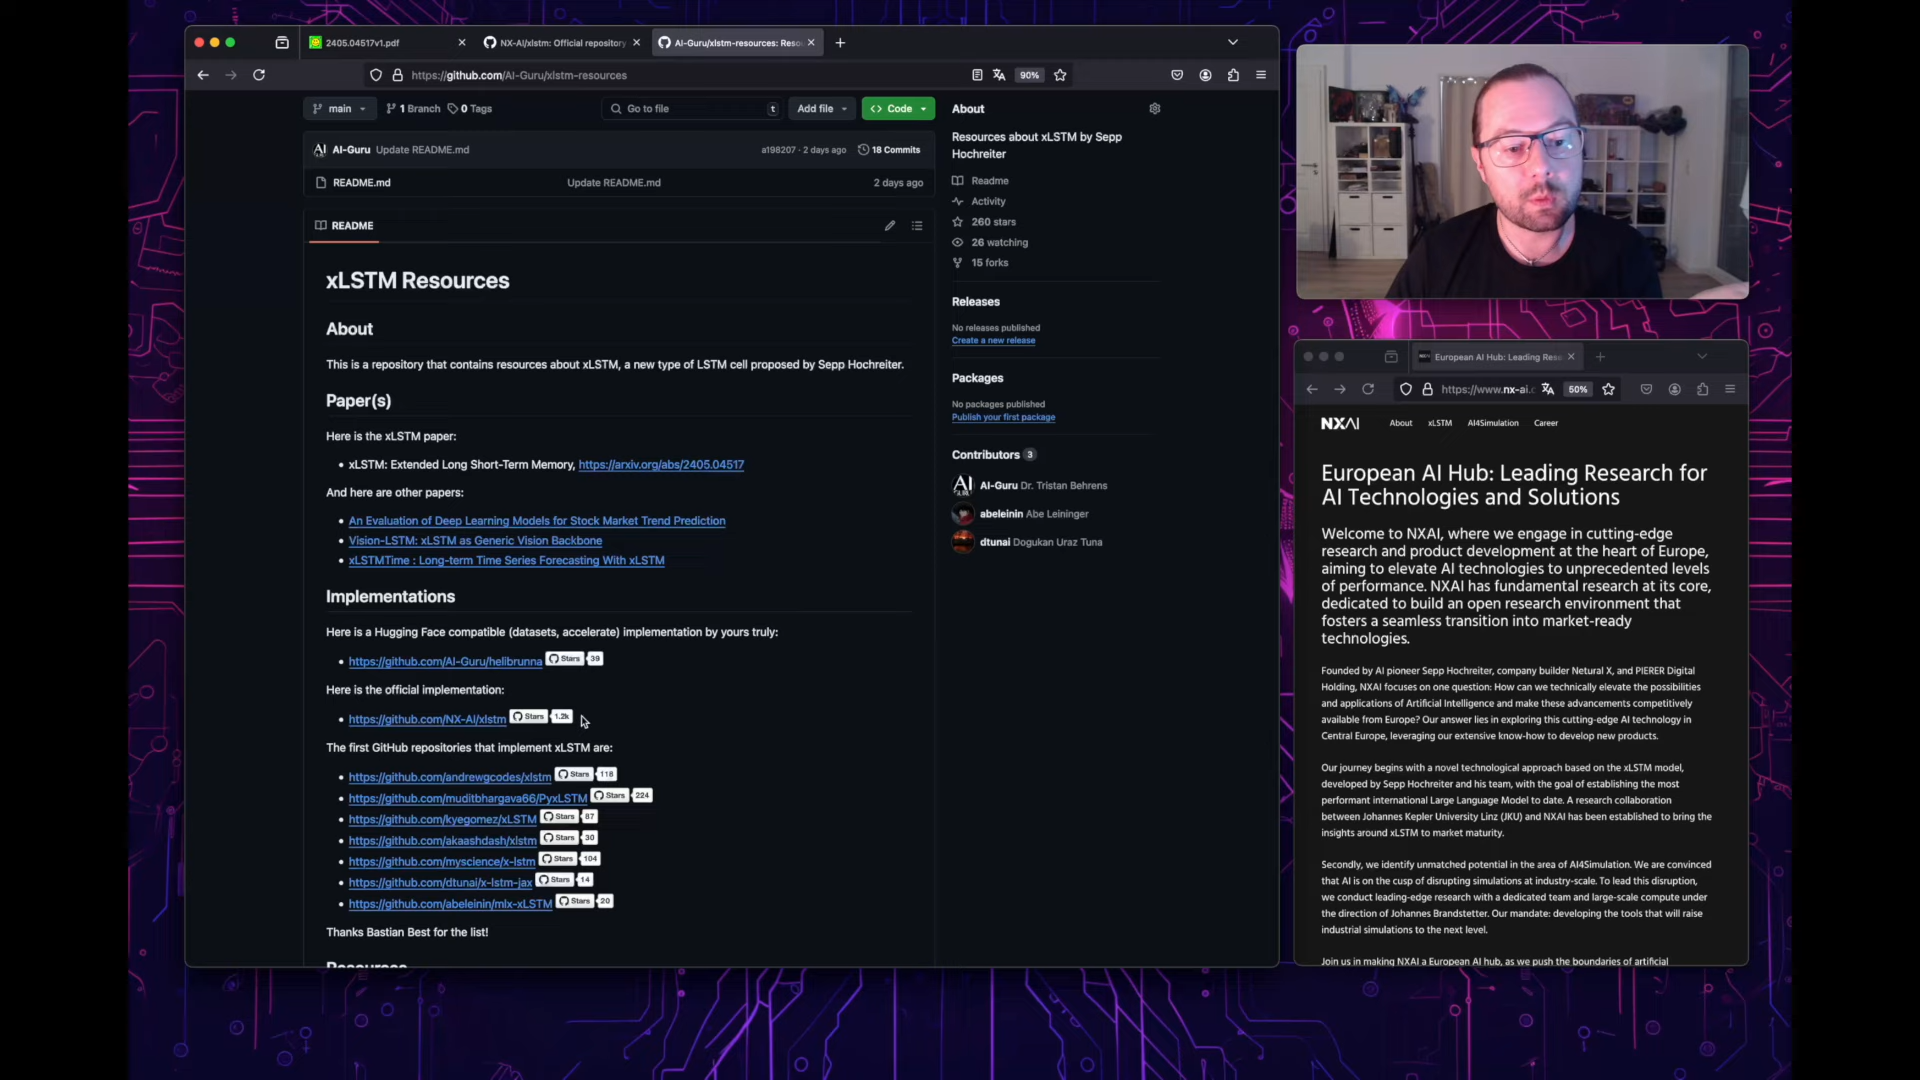 2405.04517v1.pdf
NX-AI/xlstm: Official repository
AI-Guru/xlstm-resources: Reso
https://github.com/AI-Guru/xlstm-resources
90%
main
1 Branch
0 Tags
Go to file
t
Add file
Code
AI-Guru Update README.md
a198207 · 2 days ago
18 Commits
README.md
Update README.md
2 days ago
README
xLSTM Resources
About
This is a repository that contains resources about xLSTM, a new type of LSTM cell proposed by Sepp Hochreiter.
Paper(s)
Here is the xLSTM paper:
• xLSTM: Extended Long Short-Term Memory, https://arxiv.org/abs/2405.04517
And here are other papers:
• An Evaluation of Deep Learning Models for Stock Market Trend Prediction
• Vision-LSTM: xLSTM as Generic Vision Backbone
• xLSTMTime : Long-term Time Series Forecasting With xLSTM
Implementations
Here is a Hugging Face compatible (datasets, accelerate) implementation by yours truly:
• https://github.com/AI-Guru/helibrunna Stars 39
Here is the official implementation:
• https://github.com/NX-AI/xlstm Stars 1.2k
The first GitHub repositories that implement xLSTM are:
• https://github.com/andrewgcodes/xlstm Stars 118
• https://github.com/muditbhargava66/PyxLSTM Stars 224
• https://github.com/kyegomez/xLSTM Stars 87
• https://github.com/akaashdash/xlstm Stars 30
• https://github.com/myscience/x-lstm Stars 104
• https://github.com/dtunai/x-lstm-jax Stars 14
• https://github.com/abeleinin/mlx-xLSTM Stars 20
Thanks Bastian Best for the list!
Resources
About
Resources about xLSTM by Sepp
Hochreiter
Readme
Activity
260 stars
26 watching
15 forks
Releases
No releases published
Create a new release
Packages
No packages published
Publish your first package
Contributors 3
AI-Guru Dr. Tristan Behrens
abeleinin Abe Leininger
dtunai Dogukan Uraz Tuna
European AI Hub: Leading Res
https://www.nx-ai.c
50%
NXAI
About
xLSTM
AI4Simulation
Career
European AI Hub: Leading Research for
AI Technologies and Solutions
Welcome to NXAI, where we engage in cutting-edge
research and product development at the heart of Europe,
aiming to elevate AI technologies to unprecedented levels
of performance. NXAI has fundamental research at its core,
dedicated to build an open research environment that
fosters a seamless transition into market-ready
technologies.
Founded by AI pioneer Sepp Hochreiter, company builder Netural X, and PIERER Digital
Holding, NXAI focuses on one question: How can we technically elevate the possibilities
and applications of Artificial Intelligence and make these advancements competitively
available from Europe? Our answer lies in exploring this cutting-edge AI technology in
Central Europe, leveraging our extensive know-how to develop new products.
Our journey begins with a novel technological approach based on the xLSTM model,
developed by Sepp Hochreiter and his team, with the goal of establishing the most
performant international Large Language Model to date. A research collaboration
between Johannes Kepler University Linz (JKU) and NXAI has been established to bring the
insights around xLSTM to market maturity.
Secondly, we identify unmatched potential in the area of AI4Simulation. We are convinced
that AI is on the cusp of disrupting simulations at industry-scale. To lead this disruption,
we conduct leading-edge research with a dedicated team and large-scale compute under
the direction of Johannes Brandstetter. Our mandate: developing the tools that will raise
industrial simulations to the next level.
Join us in making NXAI a European AI hub, as we push the boundaries of artificial